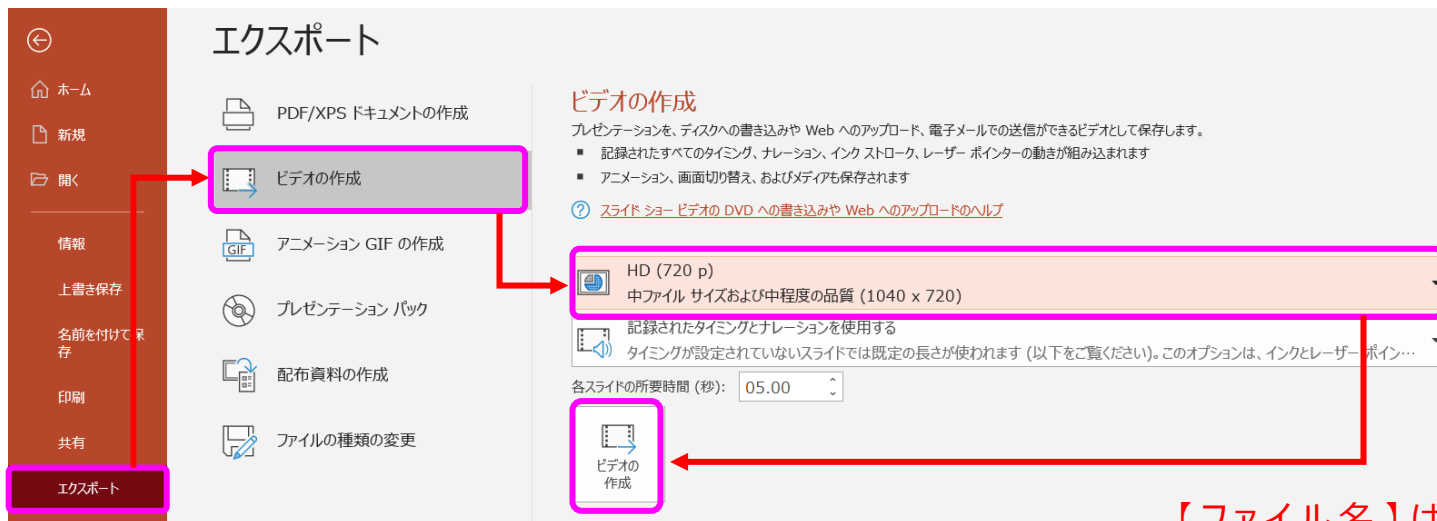 エクスポート
ホーム
新規
開く
情報
上書き保存
名前を付けて保
存
印刷
共有
エクスポート
PDF/XPS ドキュメントの作成
ビデオの作成
GIF
アニメーション GIF の作成
プレゼンテーション パック
配布資料の作成
ファイルの種類の変更
ビデオの作成
プレゼンテーションを、ディスクへの書き込みや Web へのアップロード、電子メールでの送信ができるビデオとして保存します。
■ 記録されたすべてのタイミング、ナレーション、インク ストローク、レーザー ポインターの動きが組み込まれます
■ アニメーション、画面切り替え、およびメディアも保存されます
? スライド ショー ビデオの DVD への書き込みや Web へのアップロードのヘルプ
HD (720 p)
中ファイル サイズおよび中程度の品質 (1040 x 720)
記録されたタイミングとナレーションを使用する
タイミングが設定されていないスライドでは既定の長さが使われます (以下をご覧ください)。このオプションは、インクとレーザー ポイン…
各スライドの所要時間 (秒): 05.00
ビデオの
作成
【ファイル名】は